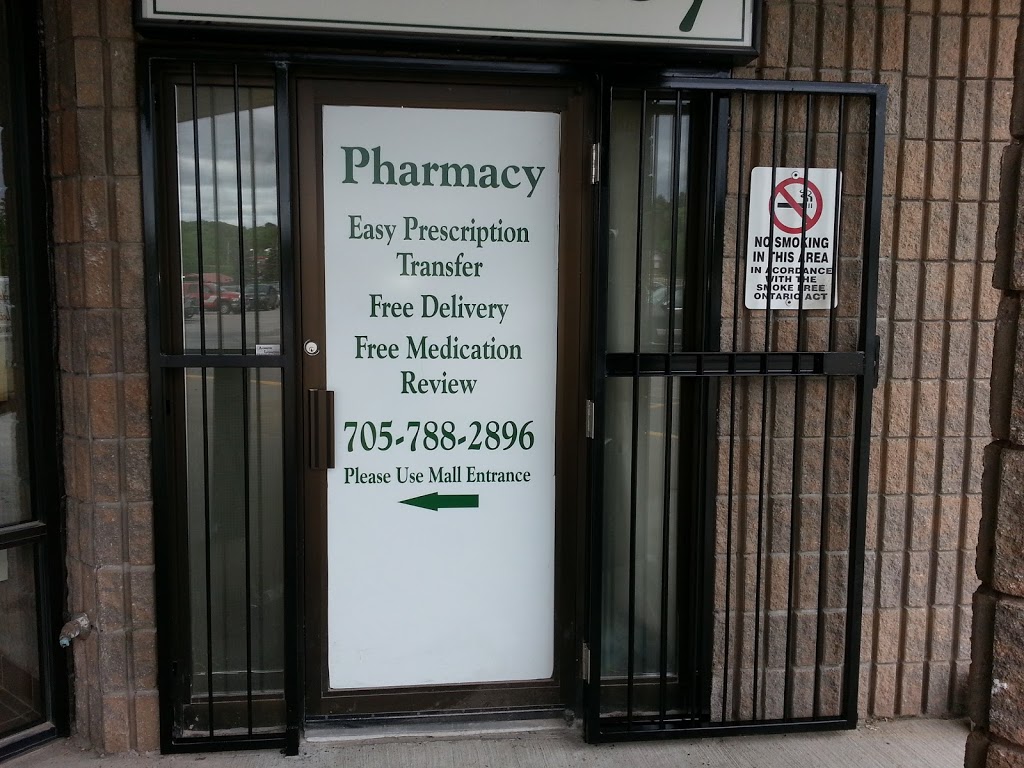 Pharmacy
Easy Prescription
Transfer
Free Delivery
Free Medication
Review
705-788-2896
Please Use Mall Entrance
NO SMOKING
IN THIS AREA
IN ACORDANCE
WITH THE
SMOKE FREE
ONTARIO ACT